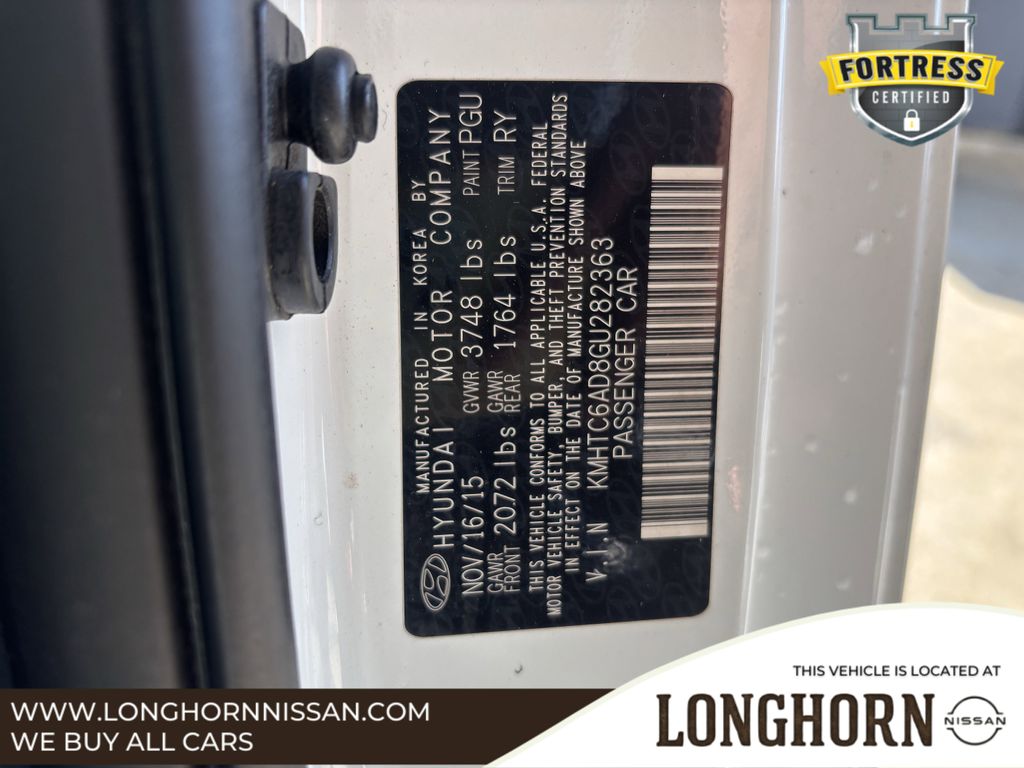 FORTRESS
CERTIFIED
MANUFACTURED IN KOREA BY
HYUNDAI MOTOR COMPANY
NOV/16/15 GVWR 3748 lbs PAINT PGU
GAWR FRONT 2072 lbs GAWR REAR 1764 lbs TRIM RY
THIS VEHICLE CONFORMS TO ALL APPLICABLE U.S.A. FEDERAL
MOTOR VEHICLE SAFETY, BUMPER, AND THEFT PREVENTION STANDARDS
IN EFFECT ON THE DATE OF MANUFACTURE SHOWN ABOVE
V.I.N KMHTC6AD8GU282363
PASSENGER CAR
THIS VEHICLE IS LOCATED AT
LONGHORN NISSAN
WWW.LONGHORNNISSAN.COM
WE BUY ALL CARS